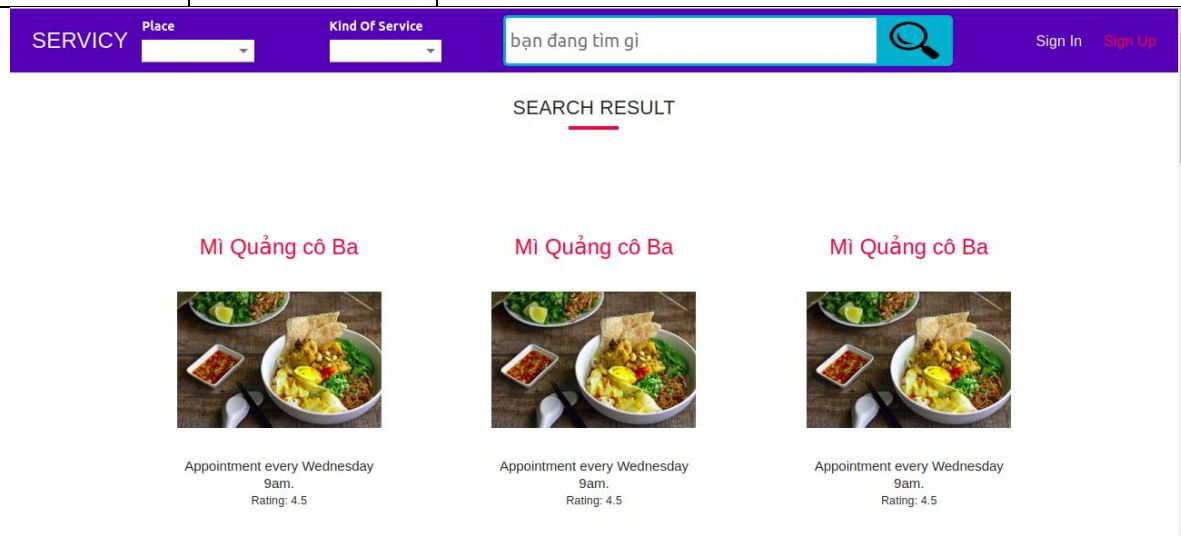 SERVICY
Place
Kind Of Service
bạn đang tìm gì
Sign In
Sign Up
SEARCH RESULT
Mì Quảng cô Ba
Mì Quảng cô Ba
Mì Quảng cô Ba
Appointment every Wednesday
9am.
Rating: 4.5
Appointment every Wednesday
9am.
Rating: 4.5
Appointment every Wednesday
9am.
Rating: 4.5